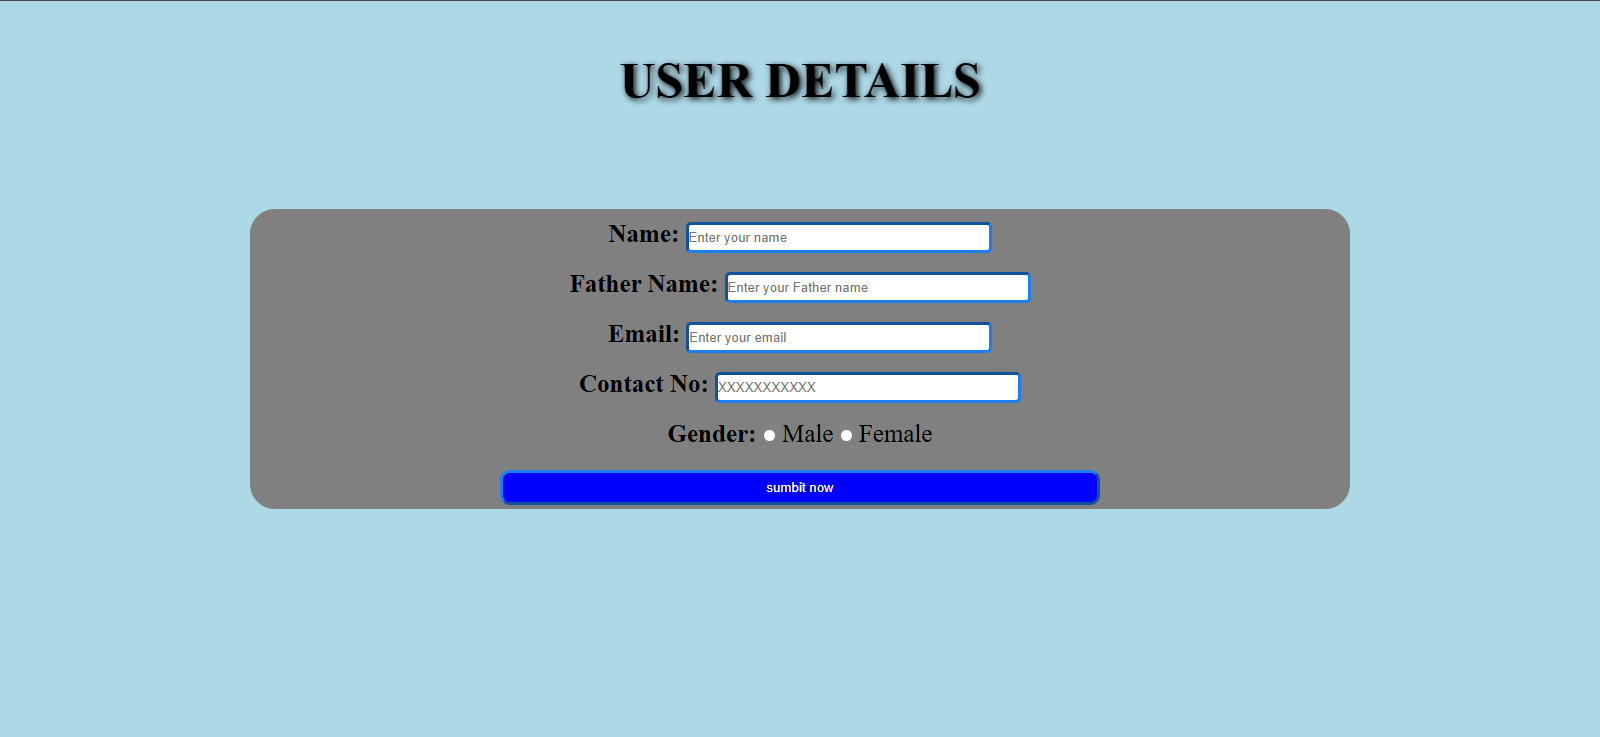 USER DETAILS
Name: Enter your name
Father Name: Enter your Father name
Email: Enter your email
Contact No: XXXXXXXXXXX
Gender: Male Female
sumbit now